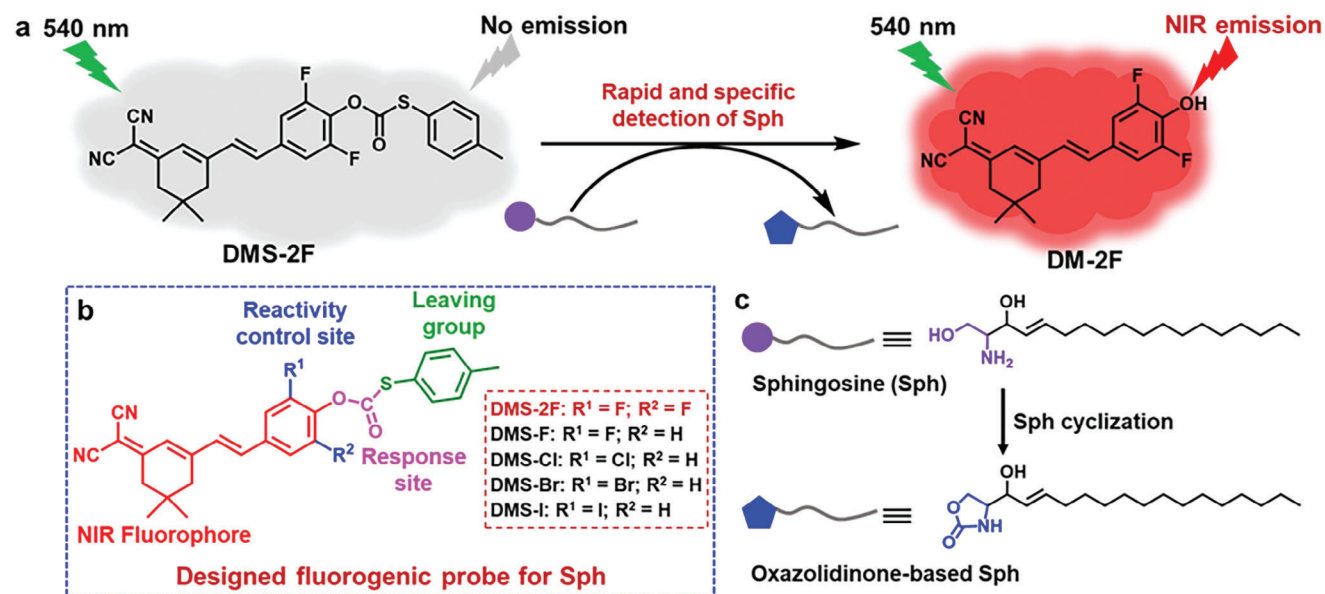 a
540 nm
No emission
CN
NC
F
F
O
S
O
DMS-2F
Rapid and specific
detection of Sph
540 nm
NIR emission
CN
NC
F
OH
F
DM-2F
b
Reactivity
control site
Leaving
group
R¹
S
O
O
CN
NC
R²
Response
site
NIR Fluorophore
DMS-2F: R¹ = F; R² = F
DMS-F: R¹ = F; R² = H
DMS-Cl: R¹ = Cl; R² = H
DMS-Br: R¹ = Br; R² = H
DMS-I: R¹ = I; R² = H
Designed fluorogenic probe for Sph
c
OH
HO
NH₂
Sphingosine (Sph)
Sph cyclization
OH
O
O
NH
Oxazolidinone-based Sph